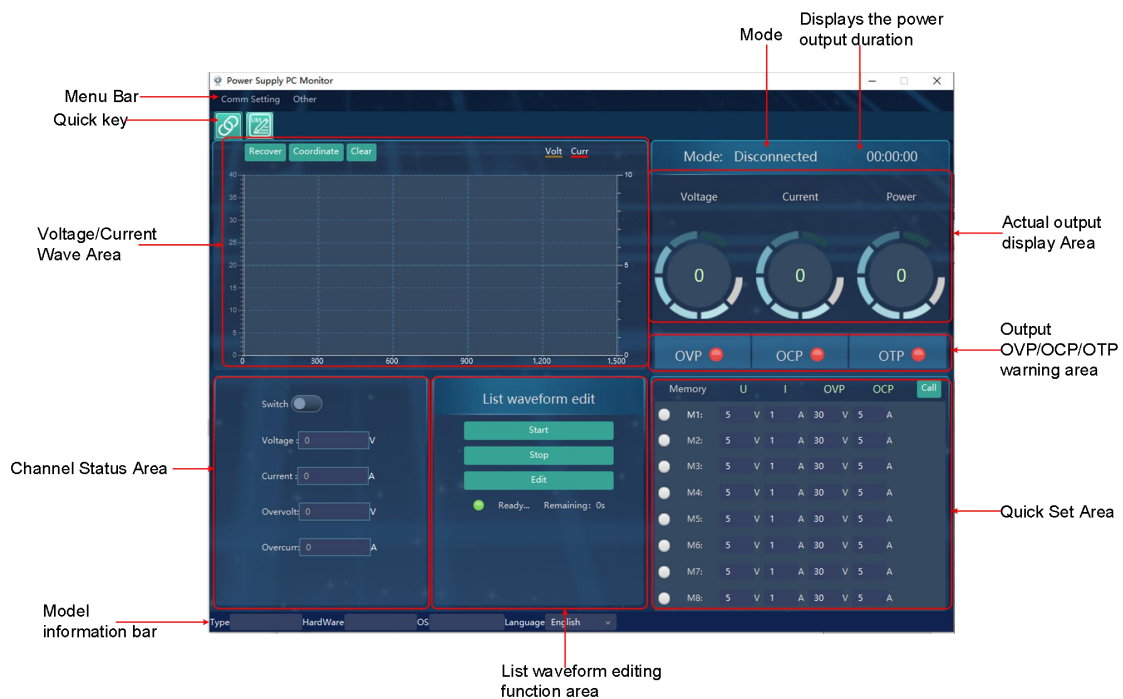 Displays the power
output duration
Mode
Power Supply PC Monitor
Menu Bar
Comm Setting Other
Quick key
List
Recover Coordinate Clear
Volt Curr
Mode: Disconnected 00:00:00
40
35
30
25
20
15
10
5
0
10
5
0
0 300 600 900 1,200 1,500
Voltage/Current
Wave Area
Voltage Current Power
0 0 0
Actual output
display Area
OVP OCP OTP
Output
OVP/OCP/OTP
warning area
Switch
Voltage : 0 V
Current : 0 A
Overvolt: 0 V
Overcurr: 0 A
Channel Status Area
List waveform edit
Start
Stop
Edit
Ready... Remaining: 0s
Memory U I OVP OCP Call
M1: 5 V 1 A 30 V 5 A
M2: 5 V 1 A 30 V 5 A
M3: 5 V 1 A 30 V 5 A
M4: 5 V 1 A 30 V 5 A
M5: 5 V 1 A 30 V 5 A
M6: 5 V 1 A 30 V 5 A
M7: 5 V 1 A 30 V 5 A
M8: 5 V 1 A 30 V 5 A
Quick Set Area
Model
information bar
Type HardWare OS Language English
List waveform editing
function area